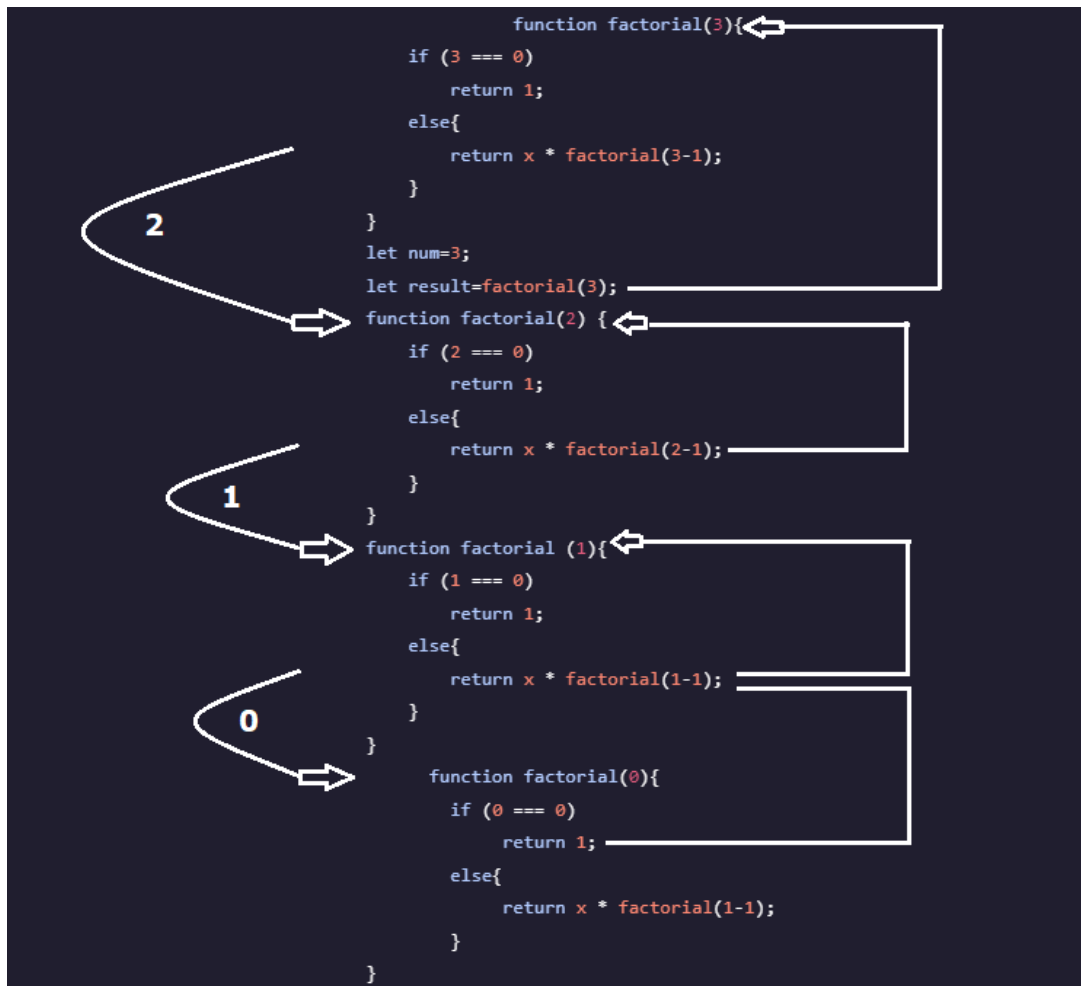 function factorial(3){
if (3 === 0)
return 1;
else{
return x * factorial(3-1);
}
2
}
let num=3;
let result=factorial(3);
function factorial(2) {
if (2 === 0)
return 1;
else{
return x * factorial(2-1);
}
1
}
function factorial (1){
if (1 === 0)
return 1;
else{
return x * factorial(1-1);
}
0
}
function factorial(0){
if (0 === 0)
return 1;
else{
return x * factorial(1-1);
}
}